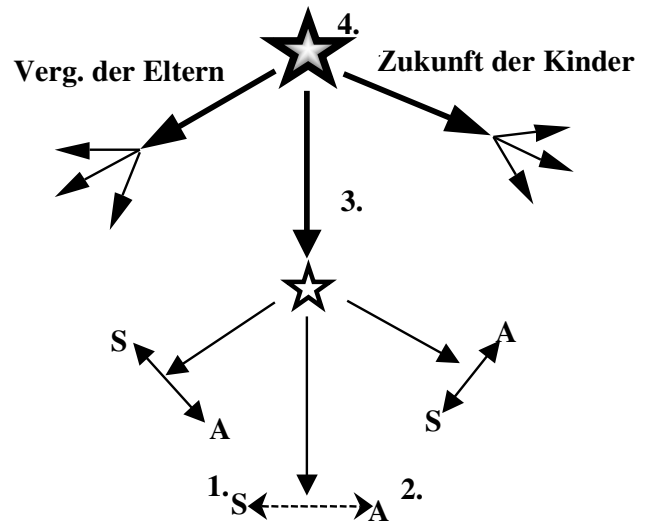 4.
Verg. der Eltern
Zukunft der Kinder
3.
S
A
A
S
1.
S
A
2.